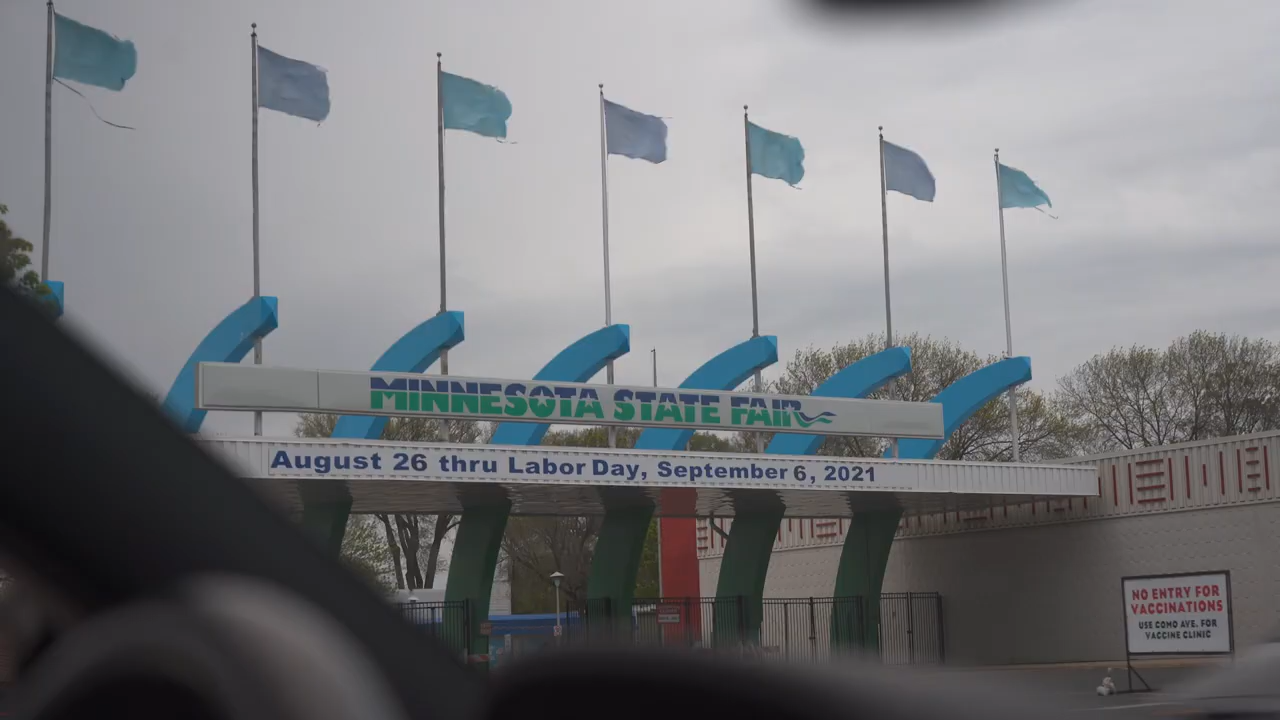 MINNESOTA STATE FAIR
August 26 thru Labor Day, September 6, 2021
NO ENTRY FOR
VACCINATIONS
USE COMO AVE. FOR
VACCINE CLINIC